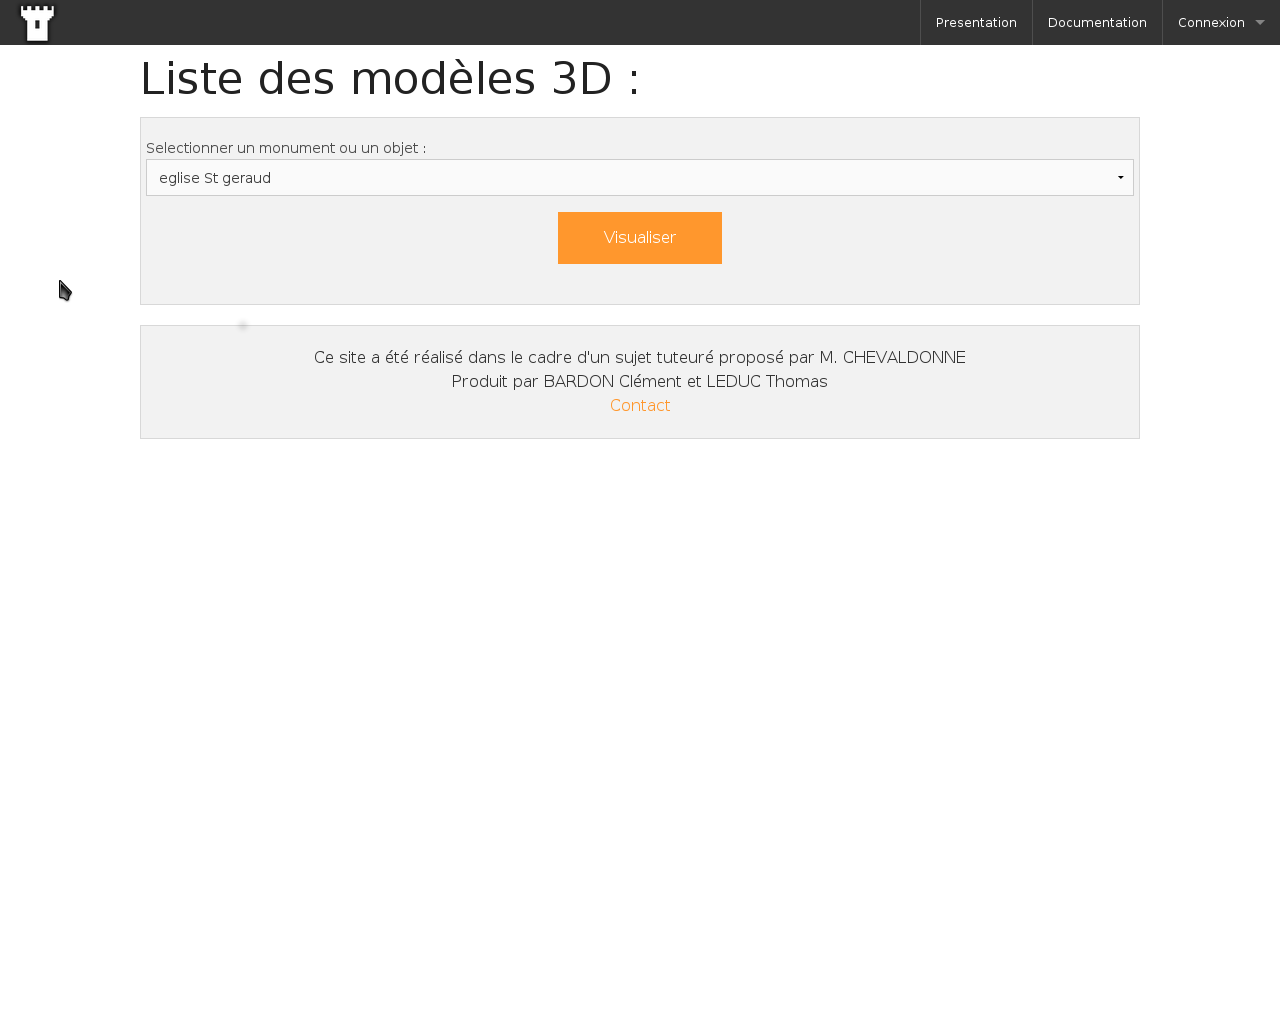 Presentation
Documentation
Connexion
Liste des modèles 3D :
Selectionner un monument ou un objet :
eglise St geraud
Visualiser
Ce site a été réalisé dans le cadre d'un sujet tuteuré proposé par M. CHEVALDONNE
Produit par BARDON Clément et LEDUC Thomas
Contact